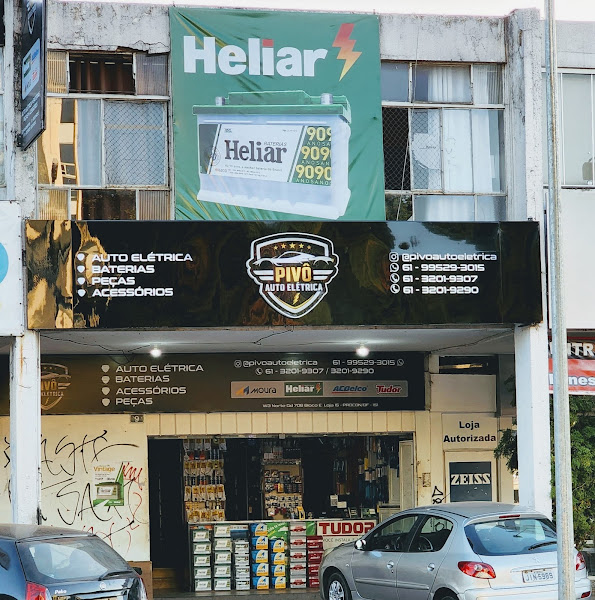 Heliar
BATERIAS
Heliar
90
90
90
@pivoautoeletrica
61 - 99529-3015
61 - 3201-9307
61 - 3201-9290
AUTO ELÉTRICA
BATERIAS
PEÇAS
ACESSÓRIOS
PIVÔ
AUTO ELÉTRICA
AUTO ELÉTRICA
BATERIAS
ACESSÓRIOS
PEÇAS
@pivoautoeletrica 61 - 99529-3015
61 - 3201-9307 / 3201-9290
MOURA Heliar ACDelco Tudor
Loja
Autorizada
ZEISS
Vintage
TUDOR